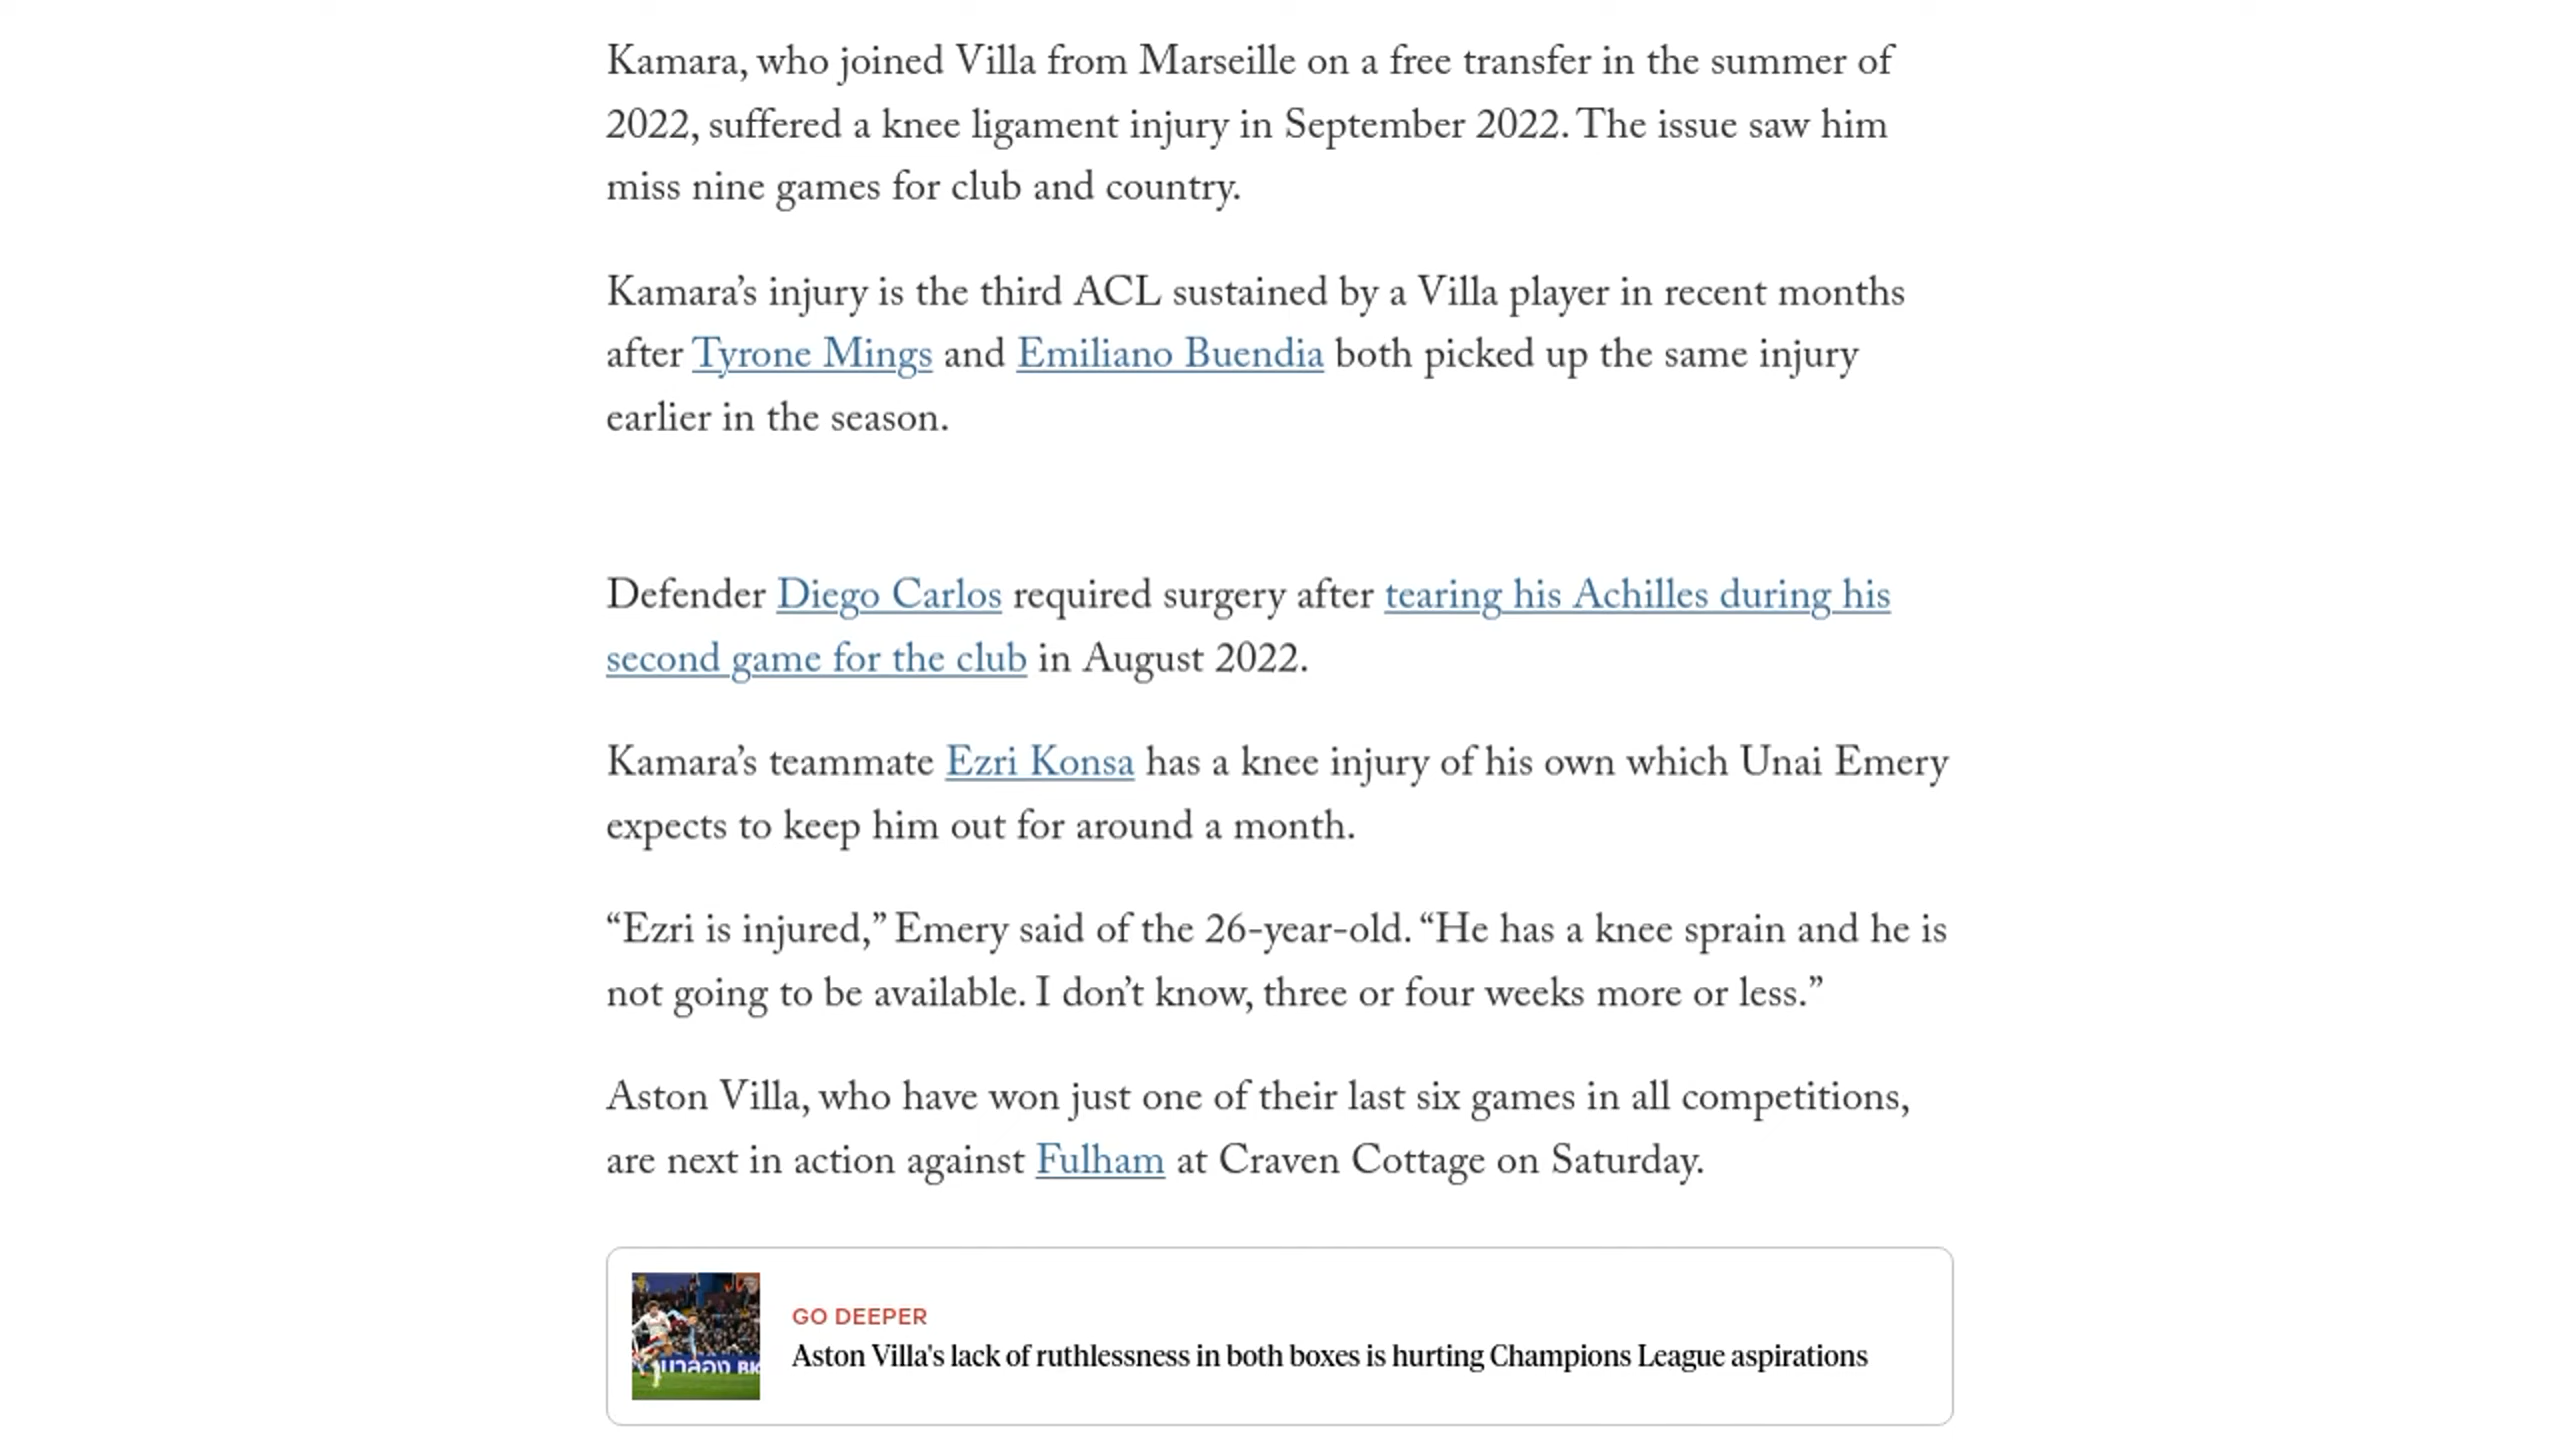 Kamara, who joined Villa from Marseille on a free transfer in the summer of
2022, suffered a knee ligament injury in September 2022. The issue saw him
miss nine games for club and country.
Kamara’s injury is the third ACL sustained by a Villa player in recent months
after Tyrone Mings and Emiliano Buendia both picked up the same injury
earlier in the season.
Defender Diego Carlos required surgery after tearing his Achilles during his
second game for the club in August 2022.
Kamara’s teammate Ezri Konsa has a knee injury of his own which Unai Emery
expects to keep him out for around a month.
“Ezri is injured,” Emery said of the 26-year-old. “He has a knee sprain and he is
not going to be available. I don’t know, three or four weeks more or less.”
Aston Villa, who have won just one of their last six games in all competitions,
are next in action against Fulham at Craven Cottage on Saturday.
GO DEEPER
Aston Villa's lack of ruthlessness in both boxes is hurting Champions League aspirations